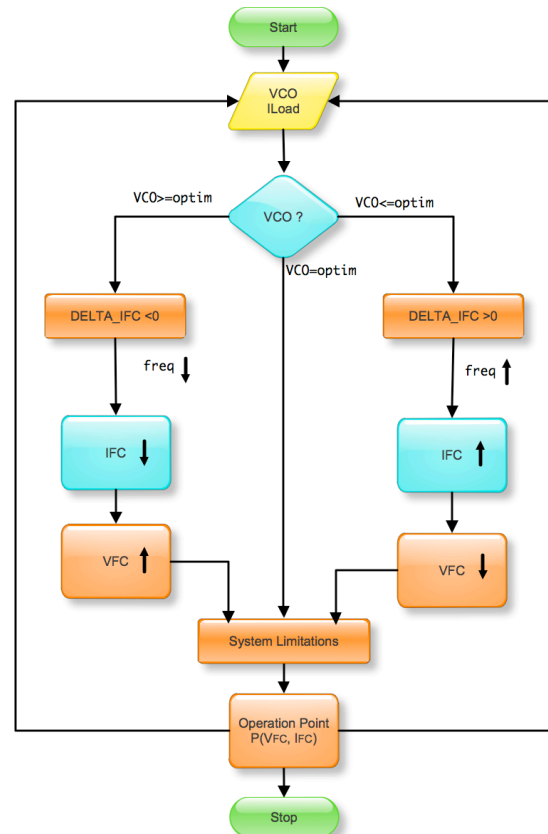 Start
VCO
ILoad
VCO>=optim
VCO ?
VCO<=optim
VCO=optim
DELTA_IFC <0
DELTA_IFC >0
freq
freq
IFC
IFC
VFC
VFC
System Limitations
Operation Point
P(VFC, IFC)
Stop